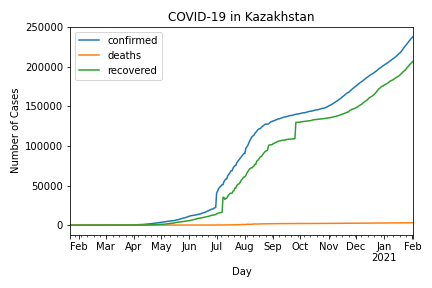 COVID-19 in Kazakhstan
confirmed
deaths
recovered
Number of Cases
250000
200000
150000
100000
50000
0
Feb Mar Apr May Jun Jul Aug Sep Oct Nov Dec Jan Feb
2021
Day